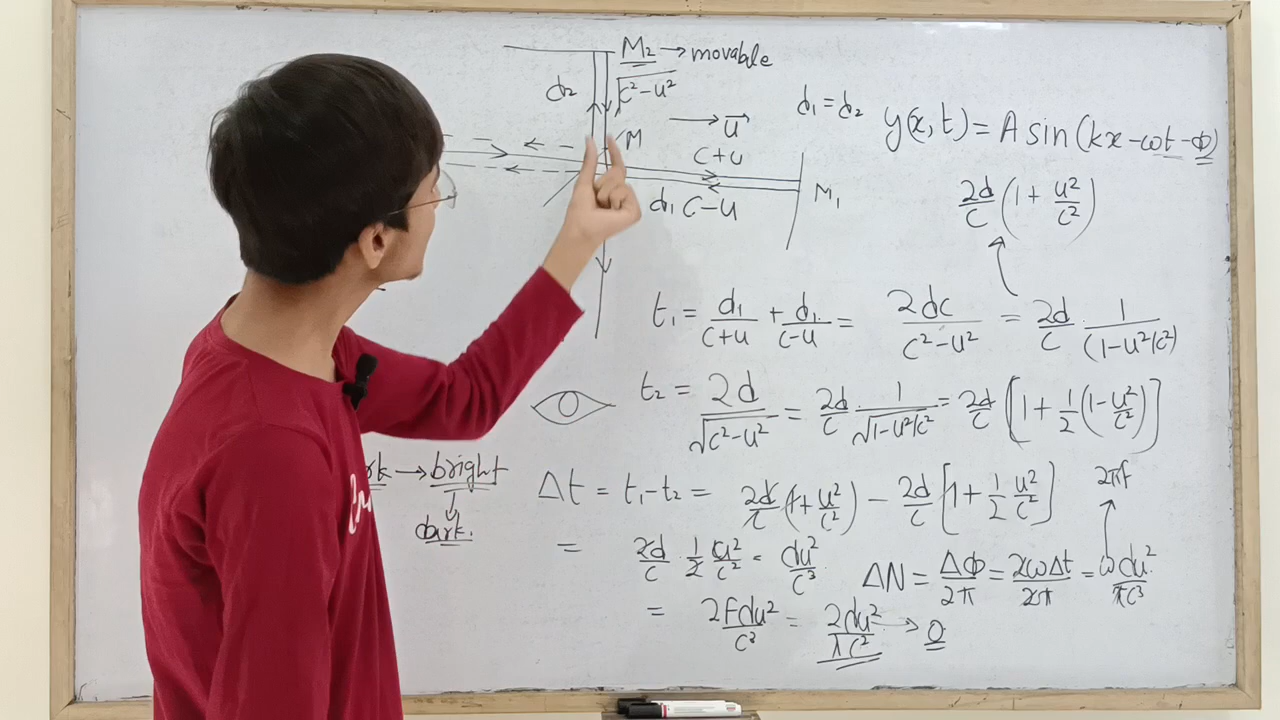 M₂ → movable
d₂ √c²-u²
d₁ = d₂
y(x,t) = A sin(kx-ωt-Φ)
M → u⃗
c+u
d₁ c-u M₁
2d/c (1 + u²/c²)
t₁ = d₁/(c+u) + d₁/(c-u) = 2dc/(c²-u²) = 2d/c · 1/(1-u²/c²)
t₂ = 2d/√(c²-u²) = 2d/c · 1/√(1-u²/c²) = 2d/c [1 + 1/2 (1-u²/c²)]
rk → bright
dark.
Δt = t₁-t₂ = 2d/c (1+u²/c²) - 2d/c [1 + 1/2 u²/c²]
2πf
= 2d/c · 1/2 u²/c² = du²/c³
ΔN = ΔΦ/2π = 2ωΔt/2π = ωdu²/πc³
= 2Fdu²/c³ = 2du²/λc² → 0